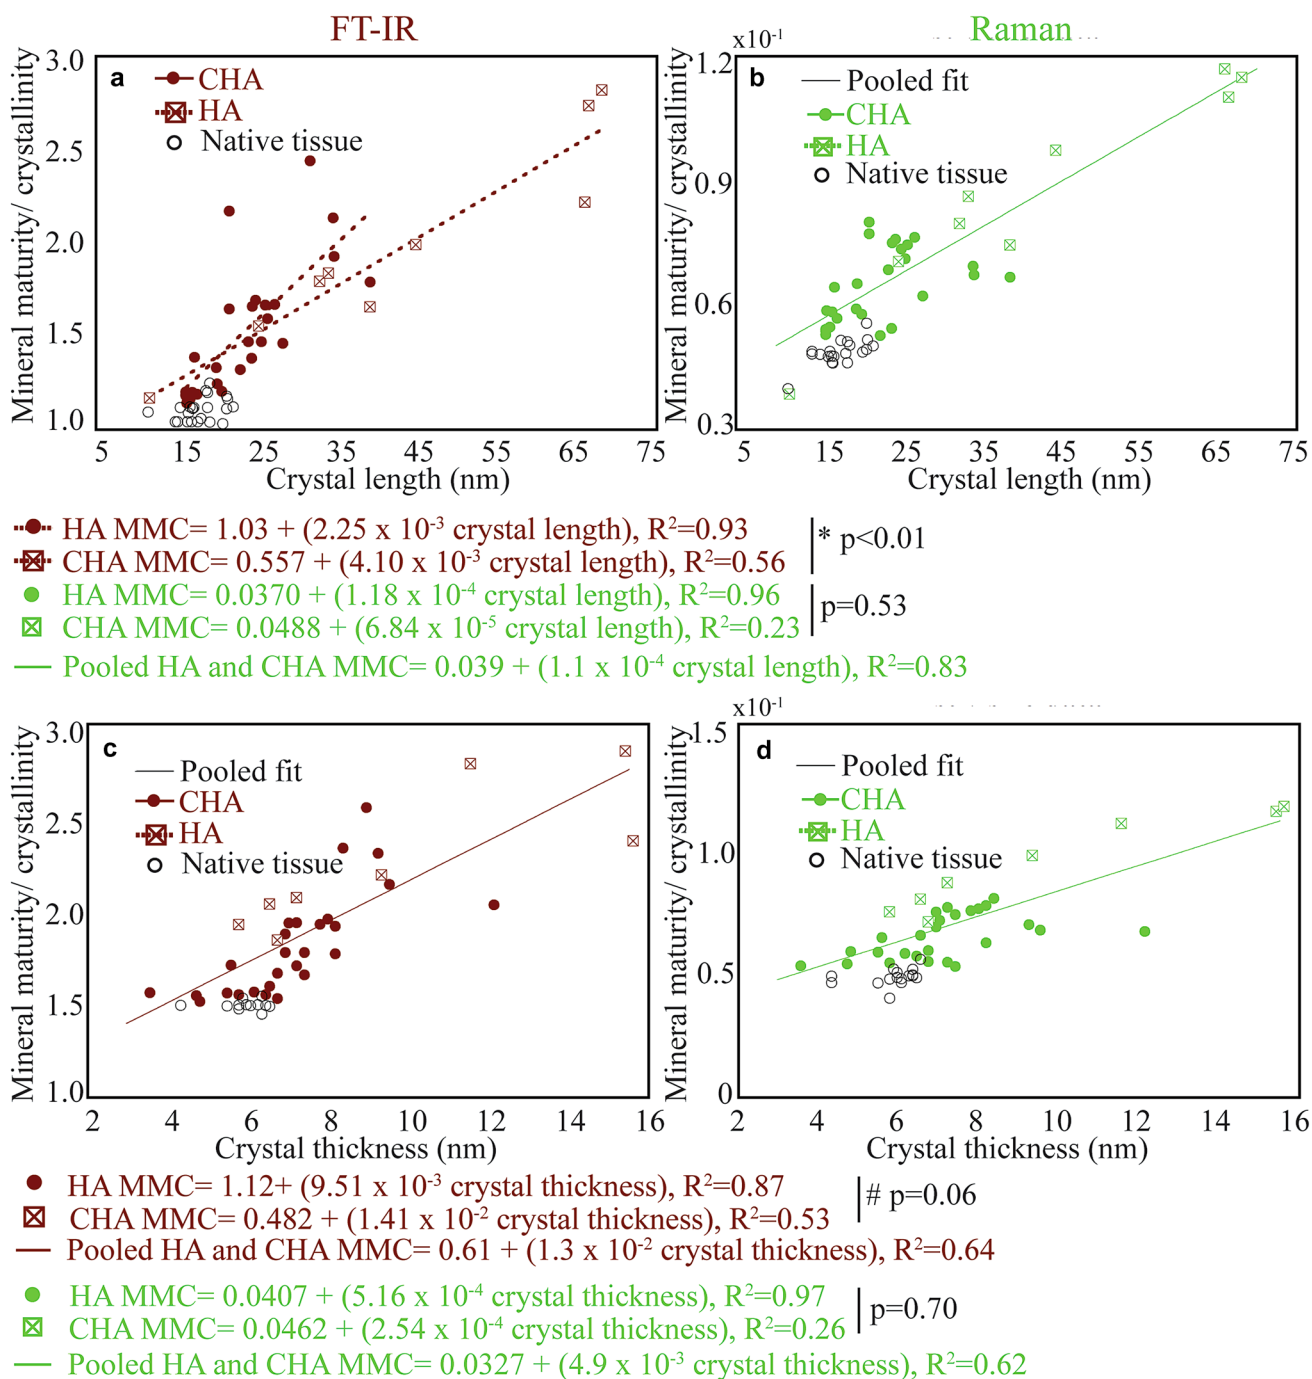 FT-IR
Raman
x10-1
Mineral maturity/ crystallinity
3.0
2.5
2.0
1.5
1.0
a
CHA
HA
Native tissue
5 15 25 35 45 55 65 75
Crystal length (nm)
Mineral maturity/ crystallinity
1.2
0.9
0.6
0.3
b
Pooled fit
CHA
HA
Native tissue
5 15 25 35 45 55 65 75
Crystal length (nm)
HA MMC= 1.03 + (2.25 x 10-3 crystal length), R2=0.93
CHA MMC= 0.557 + (4.10 x 10-3 crystal length), R2=0.56
* p<0.01
HA MMC= 0.0370 + (1.18 x 10-4 crystal length), R2=0.96
CHA MMC= 0.0488 + (6.84 x 10-5 crystal length), R2=0.23
p=0.53
Pooled HA and CHA MMC= 0.039 + (1.1 x 10-4 crystal length), R2=0.83
x10-1
Mineral maturity/ crystallinity
3.0
2.5
2.0
1.5
1.0
c
Pooled fit
CHA
HA
Native tissue
2 4 6 8 10 12 14 16
Crystal thickness (nm)
Mineral maturity/ crystallinity
1.5
1.0
0.5
0
d
Pooled fit
CHA
HA
Native tissue
2 4 6 8 10 12 14 16
Crystal thickness (nm)
HA MMC= 1.12+ (9.51 x 10-3 crystal thickness), R2=0.87
CHA MMC= 0.482 + (1.41 x 10-2 crystal thickness), R2=0.53
# p=0.06
Pooled HA and CHA MMC= 0.61 + (1.3 x 10-2 crystal thickness), R2=0.64
HA MMC= 0.0407 + (5.16 x 10-4 crystal thickness), R2=0.97
CHA MMC= 0.0462 + (2.54 x 10-4 crystal thickness), R2=0.26
p=0.70
Pooled HA and CHA MMC= 0.0327 + (4.9 x 10-3 crystal thickness), R2=0.62